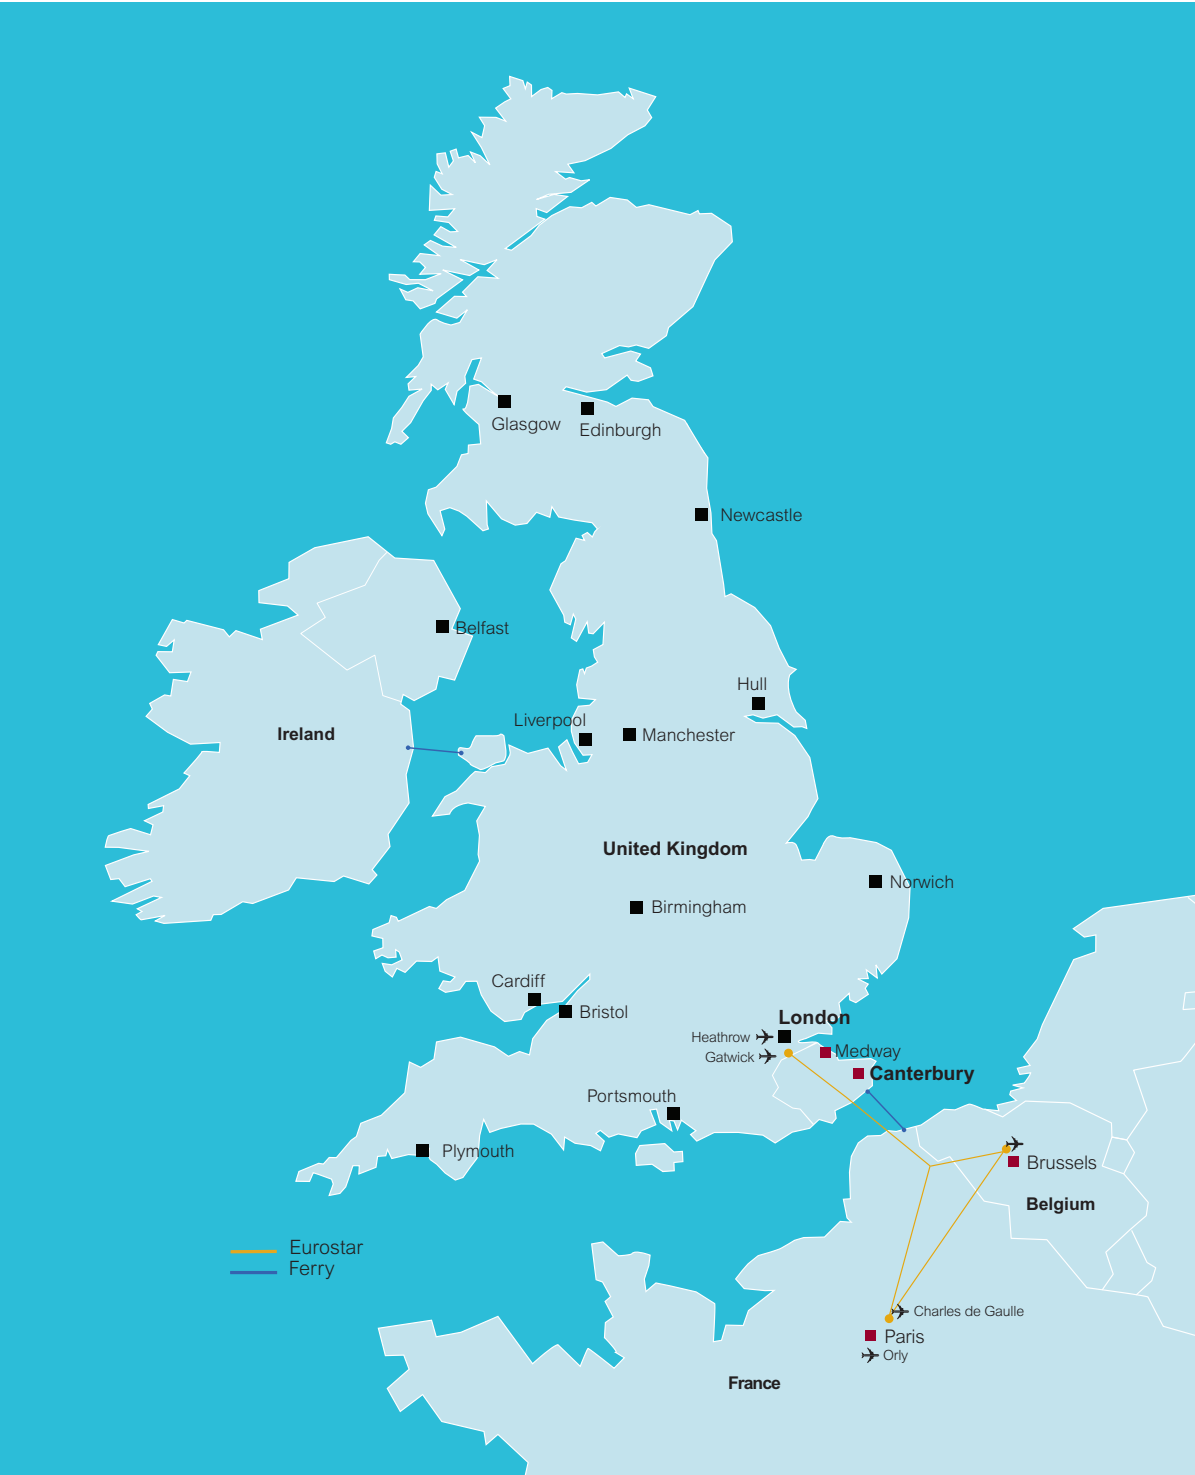 Glasgow
Edinburgh
Newcastle
Belfast
Hull
Liverpool
Ireland
Manchester
United Kingdom
Norwich
Birmingham
Cardiff
Bristol
London
Heathrow
Medway
Gatwick
Canterbury
Portsmouth
Plymouth
Brussels
Belgium
Eurostar
Ferry
Charles de Gaulle
Paris
Orly
France